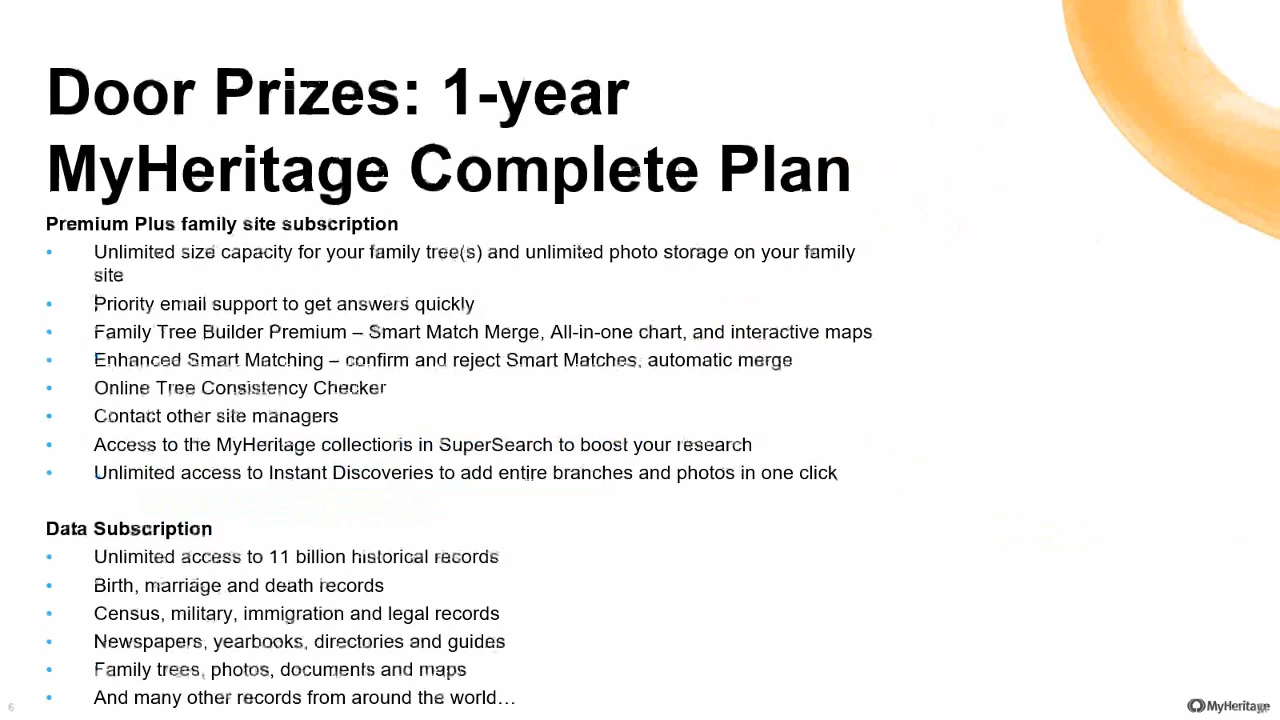 Door Prizes: 1-year
MyHeritage Complete Plan
Premium Plus family site subscription
• Unlimited size capacity for your family tree(s) and unlimited photo storage on your family
site
• Priority email support to get answers quickly
• Family Tree Builder Premium – Smart Match Merge, All-in-one chart, and interactive maps
• Enhanced Smart Matching – confirm and reject Smart Matches, automatic merge
• Online Tree Consistency Checker
• Contact other site managers
• Access to the MyHeritage collections in SuperSearch to boost your research
• Unlimited access to Instant Discoveries to add entire branches and photos in one click
Data Subscription
• Unlimited access to 11 billion historical records
• Birth, marriage and death records
• Census, military, immigration and legal records
• Newspapers, yearbooks, directories and guides
• Family trees, photos, documents and maps
• And many other records from around the world…
6
MyHeritage